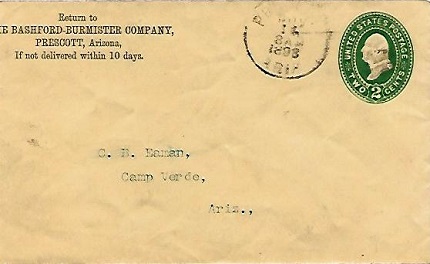 Return to
E BASHFORD-BURMISTER COMPANY,
PRESCOTT, Arizona,
If not delivered within 10 days.
UNITED STATES POSTAGE
TWO 2 CENTS
C. B. Eaman,
Camp Verde,
Ariz.,